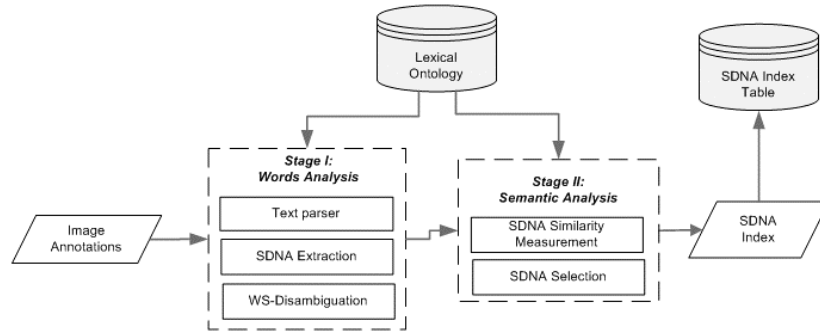 Lexical
Ontology
SDNA Index
Table
Stage I:
Words Analysis
Text parser
SDNA Extraction
WS-Disambiguation
Stage II:
Semantic Analysis
SDNA Similarity
Measurement
SDNA Selection
Image
Annotations
SDNA
Index